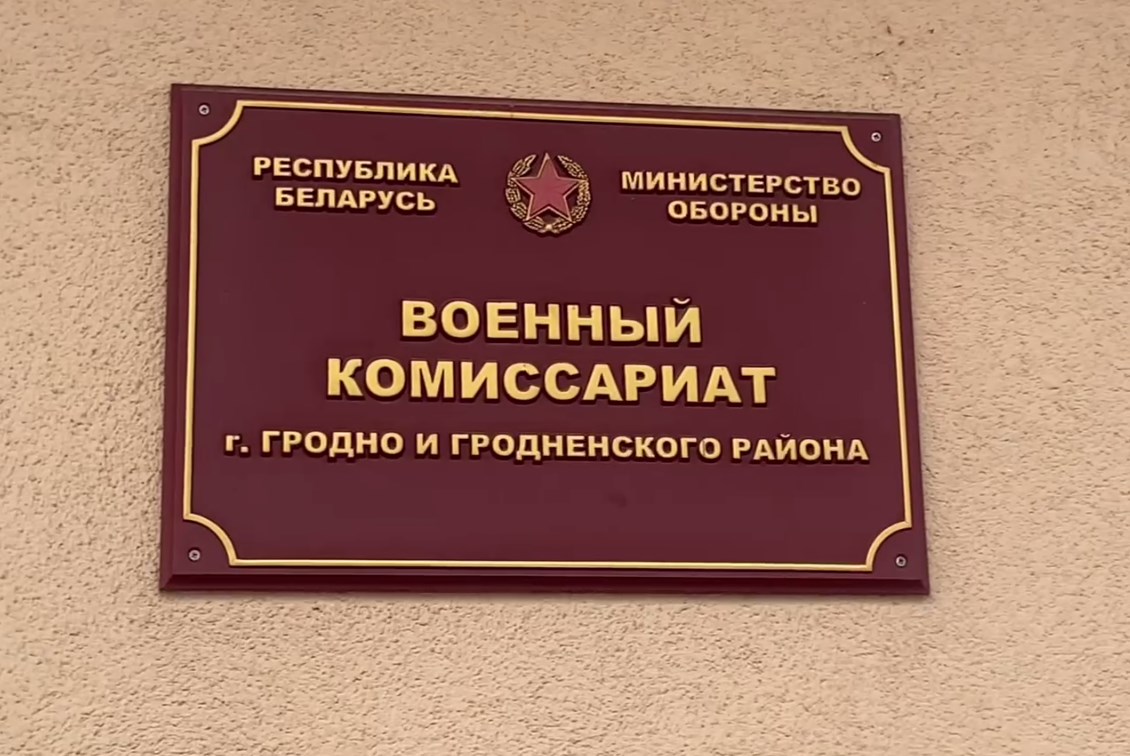 РЕСПУБЛИКА
БЕЛАРУСЬ
МИНИСТЕРСТВО
ОБОРОНЫ
ВОЕННЫЙ
КОМИССАРИАТ
г. ГРОДНО И ГРОДНЕНСКОГО РАЙОНА